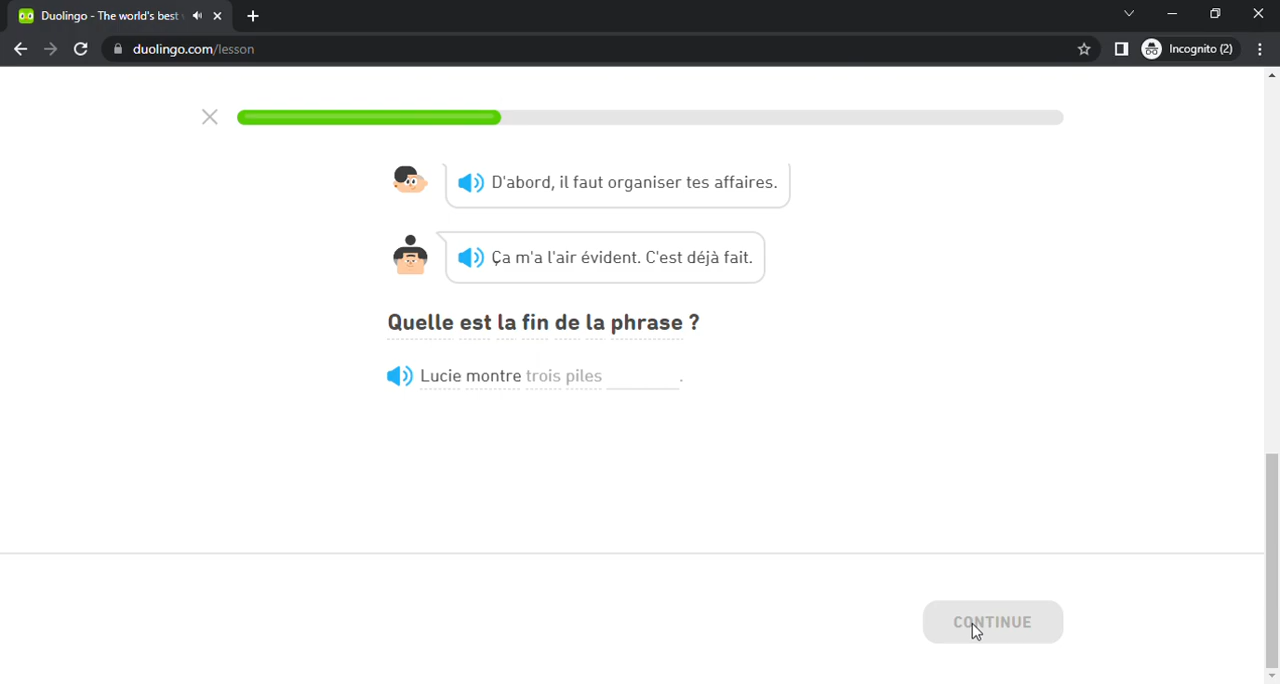 Duolingo - The world's best
duolingo.com/lesson
Incognito (2)
D'abord, il faut organiser tes affaires.
Ça m'a l'air évident. C'est déjà fait.
Quelle est la fin de la phrase ?
Lucie montre trois piles ________.
CONTINUE